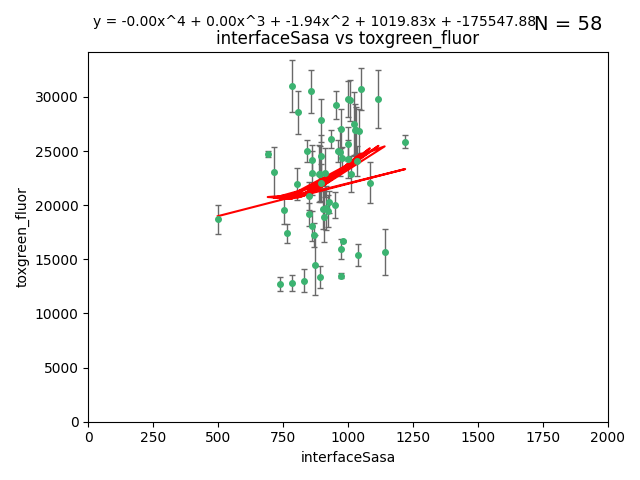 y = -0.00x^4 + 0.00x^3 + -1.94x^2 + 1019.83x + -175547.88
N = 58
interfaceSasa vs toxgreen_fluor
toxgreen_fluor
30000
25000
20000
15000
10000
5000
0
0 250 500 750 1000 1250 1500 1750 2000
interfaceSasa